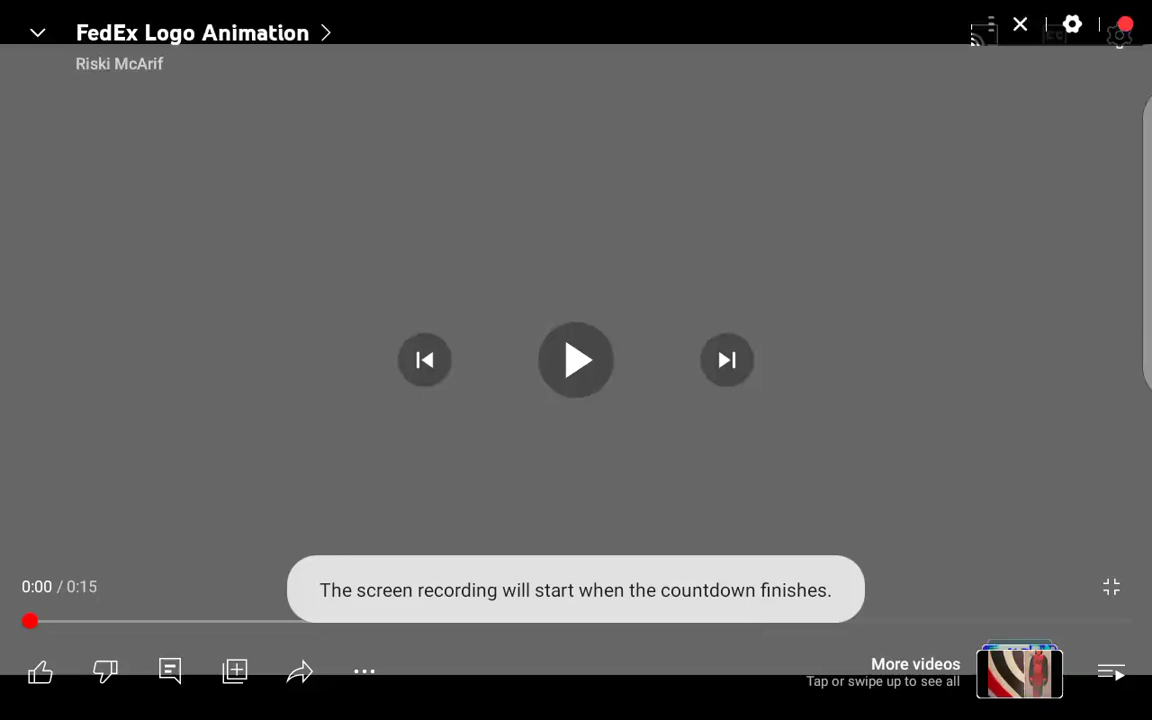 FedEx Logo Animation
Riski McArif
0:00 / 0:15
The screen recording will start when the countdown finishes.
More videos
Tap or swipe up to see all